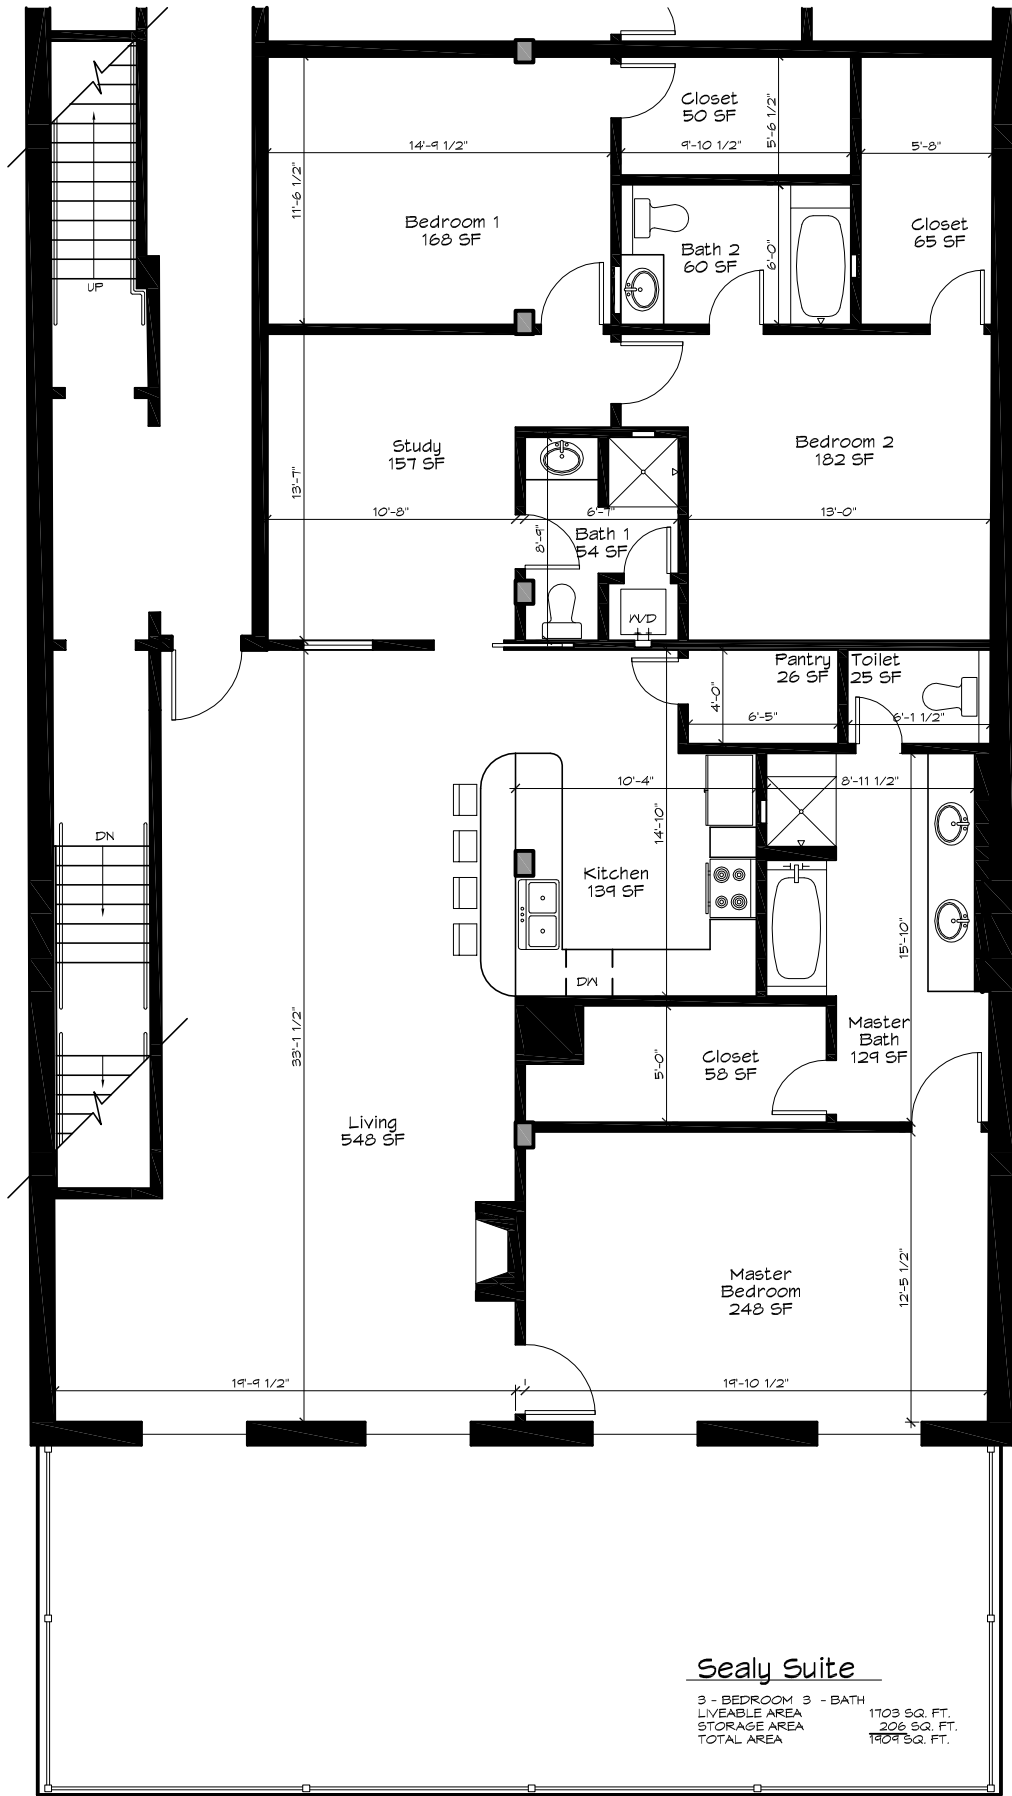 Closet
50 SF
5'-6 1/2"
14'-9 1/2"
9'-10 1/2"
5'-8"
11'-6 1/2"
Bedroom 1
168 SF
Bath 2
60 SF
6'-0"
Closet
65 SF
UP
Study
157 SF
Bedroom 2
182 SF
13'-7"
10'-8"
6'-7"
13'-0"
8'-9"
Bath 1
54 SF
W/D
Pantry
26 SF
Toilet
25 SF
4'-0"
6'-5"
6'-1 1/2"
10'-4"
8'-11 1/2"
14'-10"
DN
Kitchen
139 SF
15'-10"
DW
Master
Bath
129 SF
33'-1 1/2"
5'-0"
Closet
58 SF
Living
548 SF
Master
Bedroom
248 SF
12'-5 1/2"
19'-9 1/2"
19'-10 1/2"
Sealy Suite
3 - BEDROOM 3 - BATH
LIVEABLE AREA 1703 SQ. FT.
STORAGE AREA 206 SQ. FT.
TOTAL AREA 1909 SQ. FT.